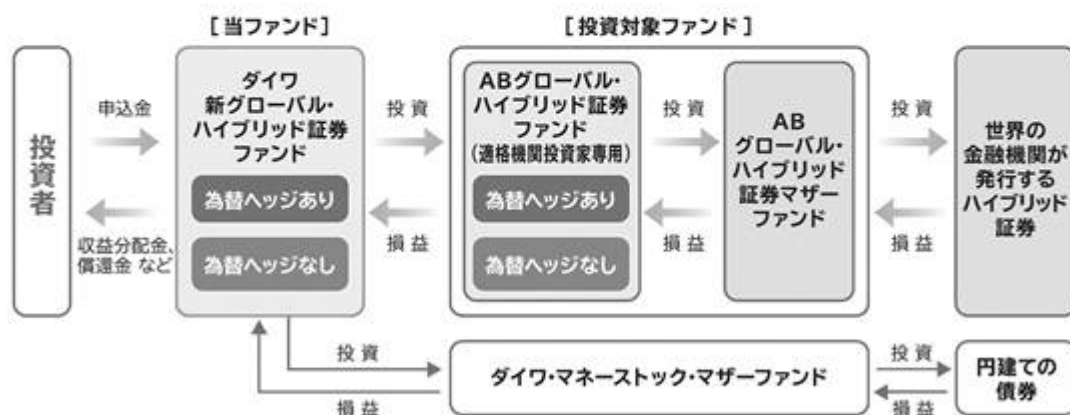 [当ファンド]
[投資対象ファンド]
投資者
申込金
収益分配金、
償還金 など
ダイワ
新グローバル・
ハイブリッド証券
ファンド
為替ヘッジあり
為替ヘッジなし
投 資
損 益
ABグローバル・
ハイブリッド証券
ファンド
(適格機関投資家専用)
為替ヘッジあり
為替ヘッジなし
投 資
損 益
AB
グローバル・
ハイブリッド
証券マザー
ファンド
投 資
損 益
世界の
金融機関が
発行する
ハイブリッド
証券
投 資
損 益
ダイワ・マネーストック・マザーファンド
投 資
損 益
円建ての
債券